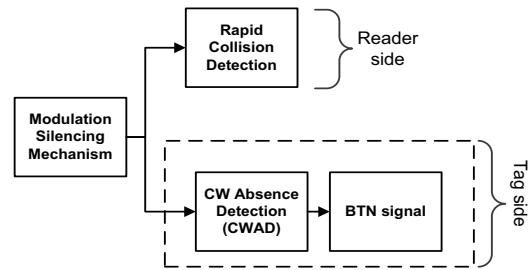 Rapid
Collision
Detection
Reader
side
Modulation
Silencing
Mechanism
CW Absence
Detection
(CWAD)
BTN signal
Tag side